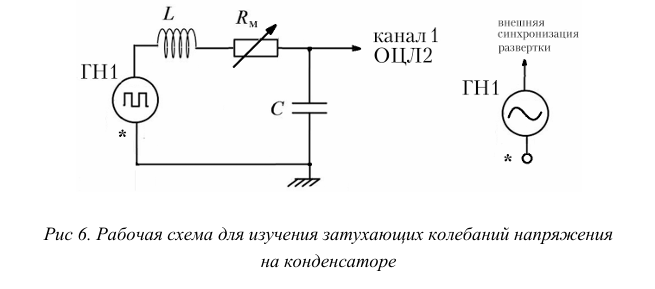 L
Rм
канал 1
ОЦЛ2
ГН1
C
*
внешняя
синхронизация
развертки
ГН1
*
Рис 6. Рабочая схема для изучения затухающих колебаний напряжения
на конденсаторе